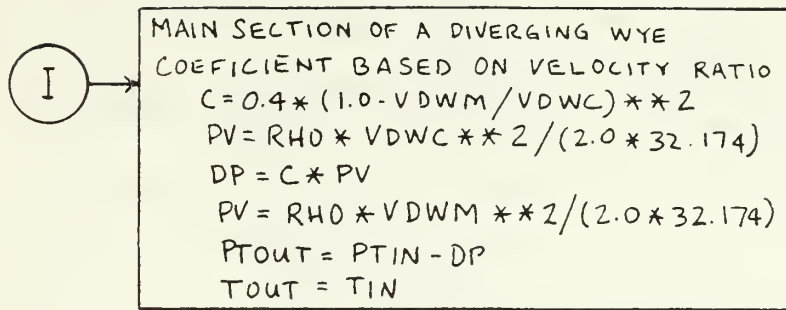 I
MAIN SECTION OF A DIVERGING WYE
COEFICIENT BASED ON VELOCITY RATIO
C = 0.4 * (1.0 - VDWM / VDWC) * * 2
PV = RHO * VDWC * * 2 / (2.0 * 32.174)
DP = C * PV
PV = RHO * VDWM * * 2 / (2.0 * 32.174)
PTOUT = PTIN - DP
TOUT = TIN